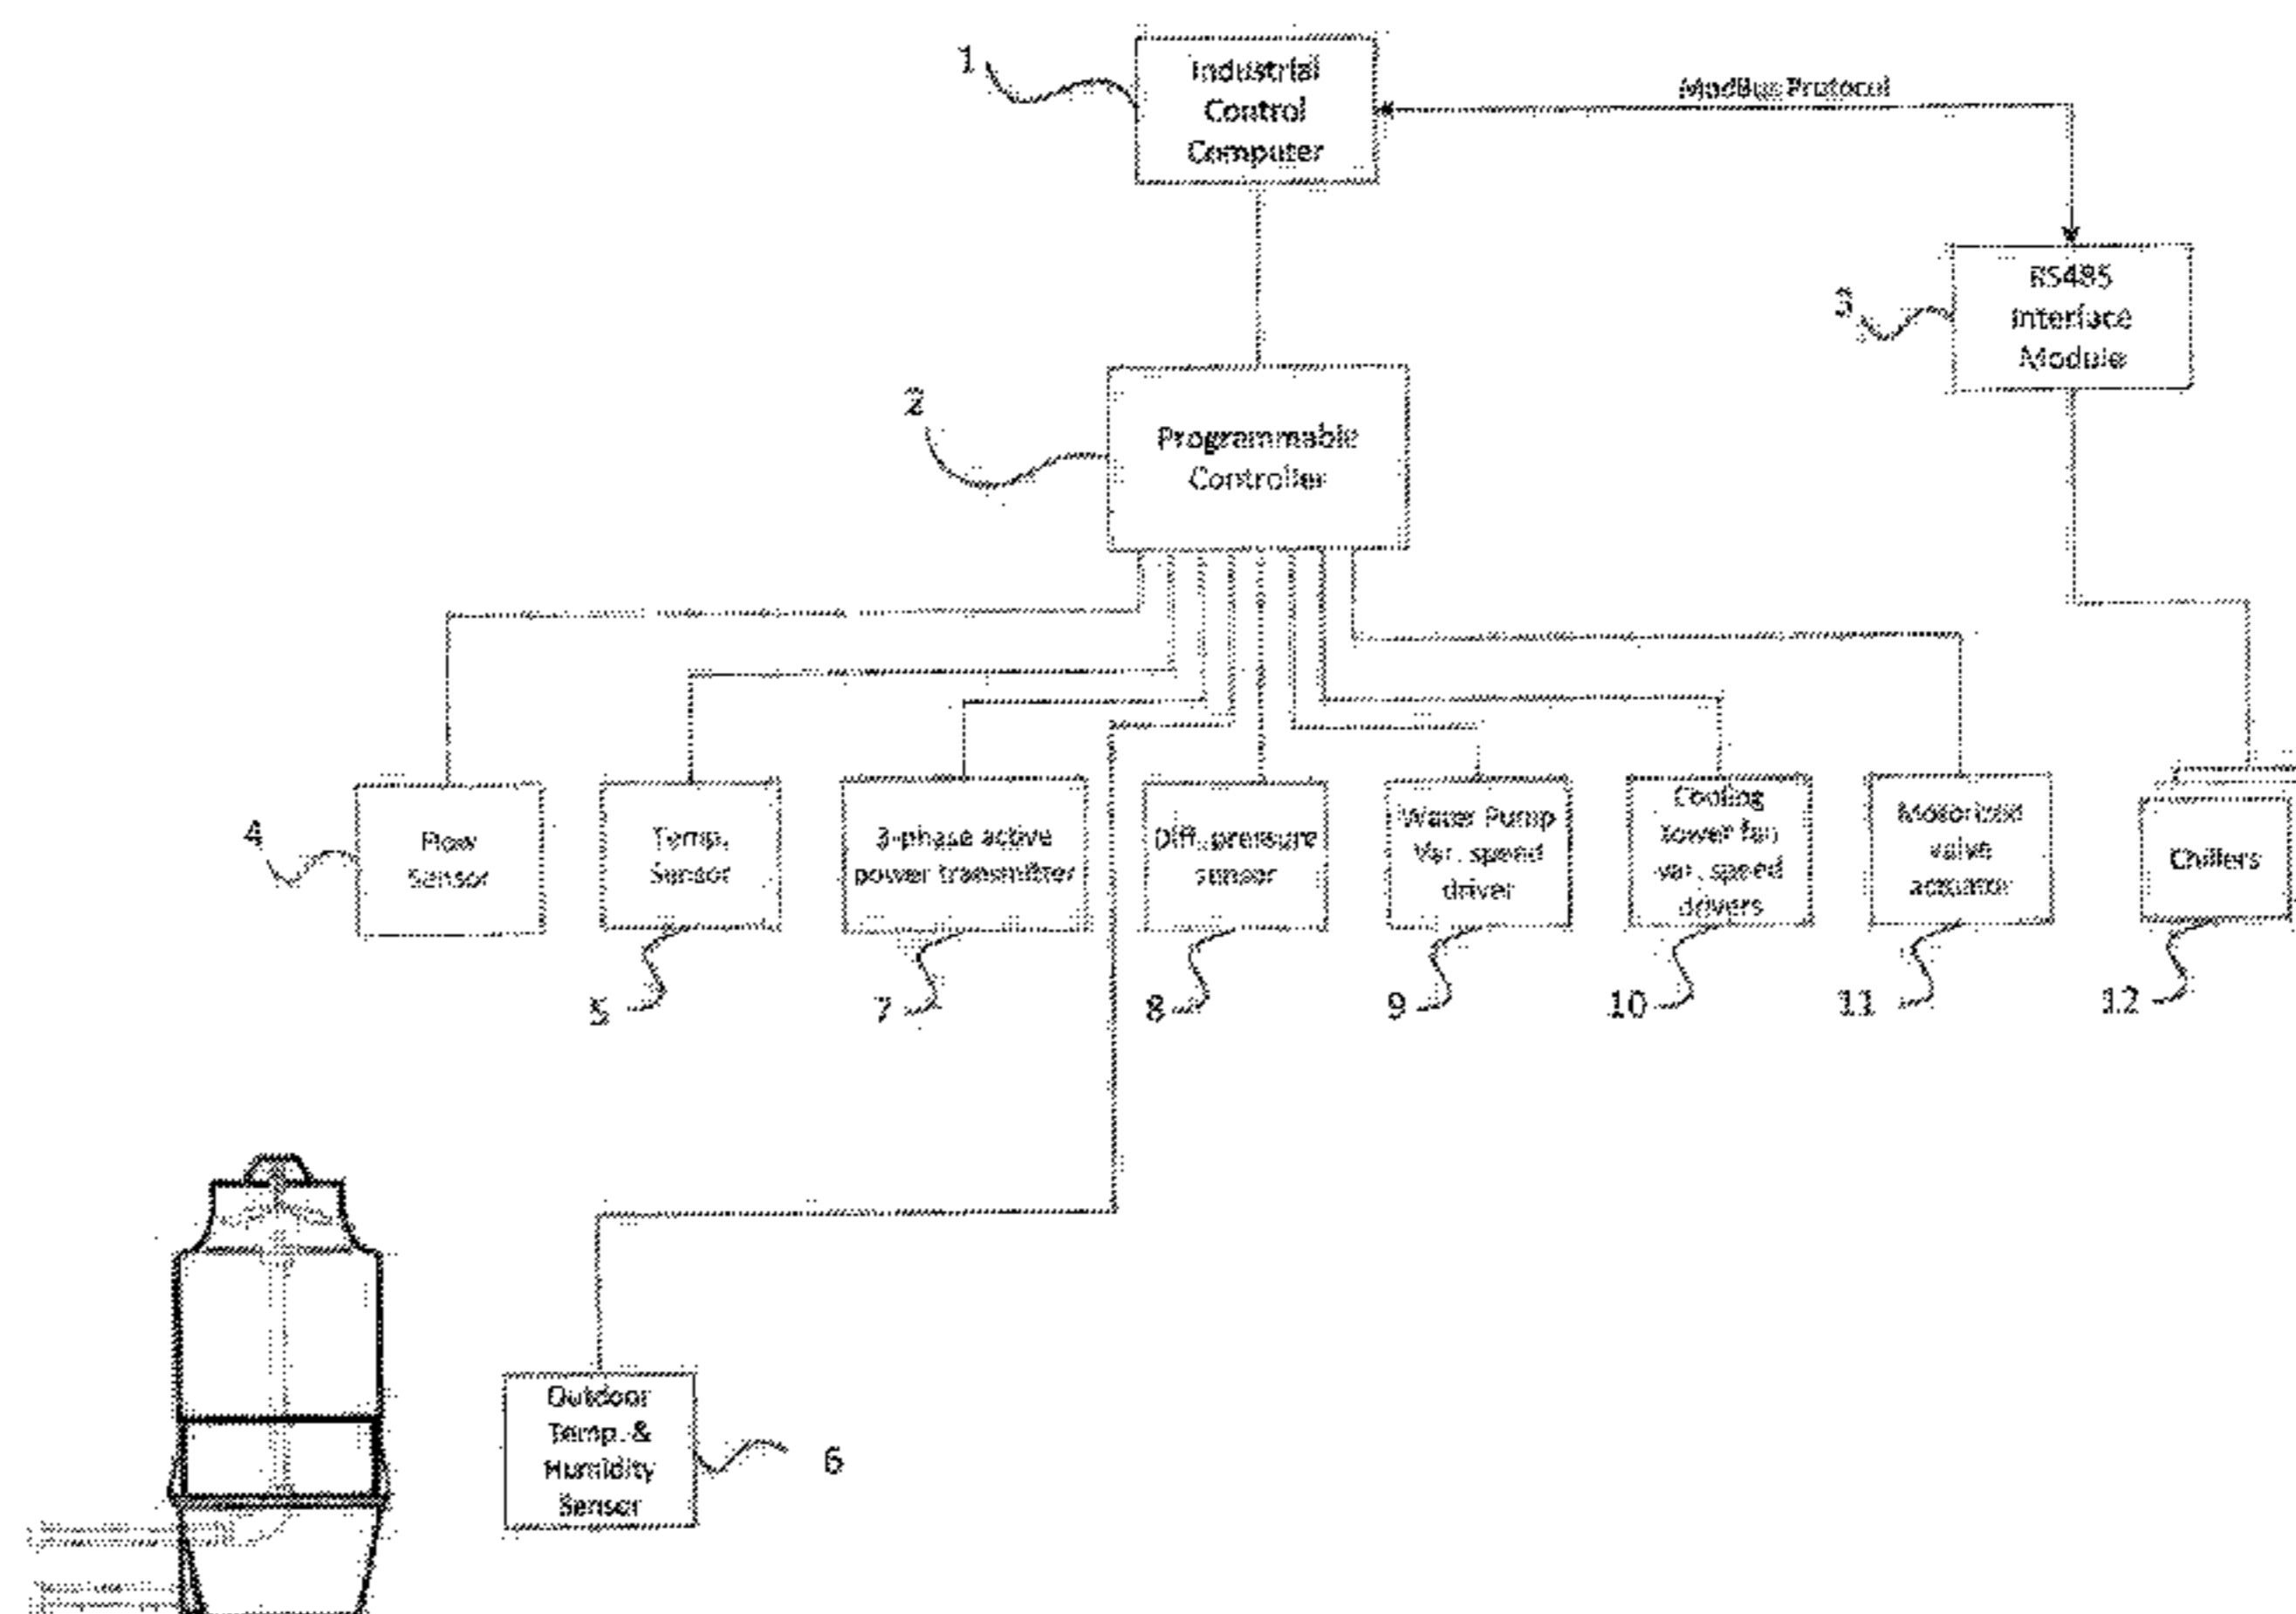 1
Industrial
Control
Computer
ModBus Protocol
3
RS485
Interface
Module
2
Programmable
Controller
4
Flow
Sensor
Temp.
Sensor
3-phase active
power transmitter
Diff. pressure
sensor
Water Pump
Var. speed
driver
Cooling
tower fan
var. speed
drivers
Motorized
valve
actuator
Chillers
5
7
8
9
10
11
12
Outdoor
Temp. &
Humidity
Sensor
6